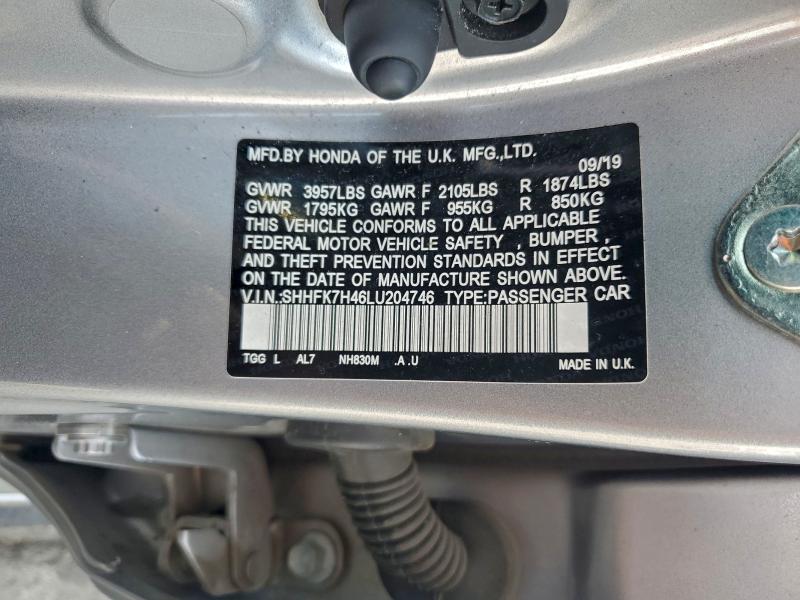 MFD.BY HONDA OF THE U.K. MFG.,LTD.
09/19
GVWR 3957LBS GAWR F 2105LBS R 1874LBS
GVWR 1795KG GAWR F 955KG R 850KG
THIS VEHICLE CONFORMS TO ALL APPLICABLE
FEDERAL MOTOR VEHICLE SAFETY , BUMPER ,
AND THEFT PREVENTION STANDARDS IN EFFECT
ON THE DATE OF MANUFACTURE SHOWN ABOVE.
V.I.N.:SHHFK7H46LU204746 TYPE:PASSENGER CAR
TGG L AL7 NH830M .A .U
MADE IN U.K.